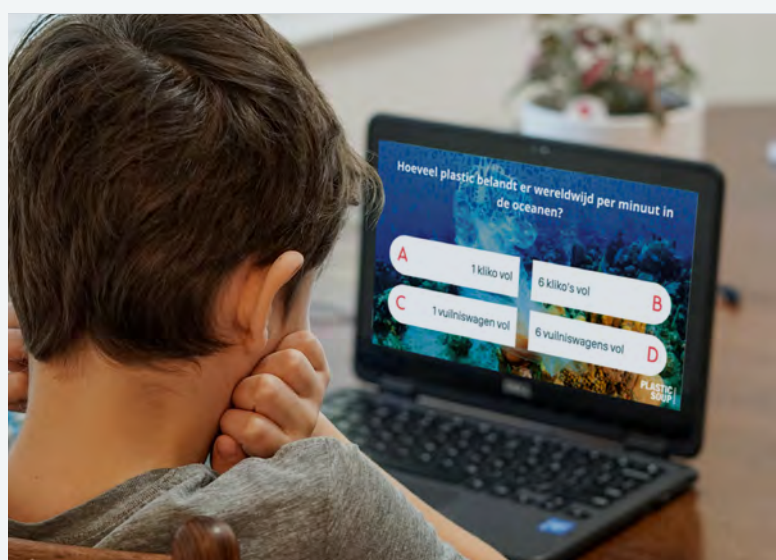 Hoeveel plastic belandt er wereldwijd per minuut in
de oceanen?
A 1 kliko vol
6 kliko's vol B
C 1 vuilniswagen vol
6 vuilniswagens vol D
PLASTIC
SOUP
DELL